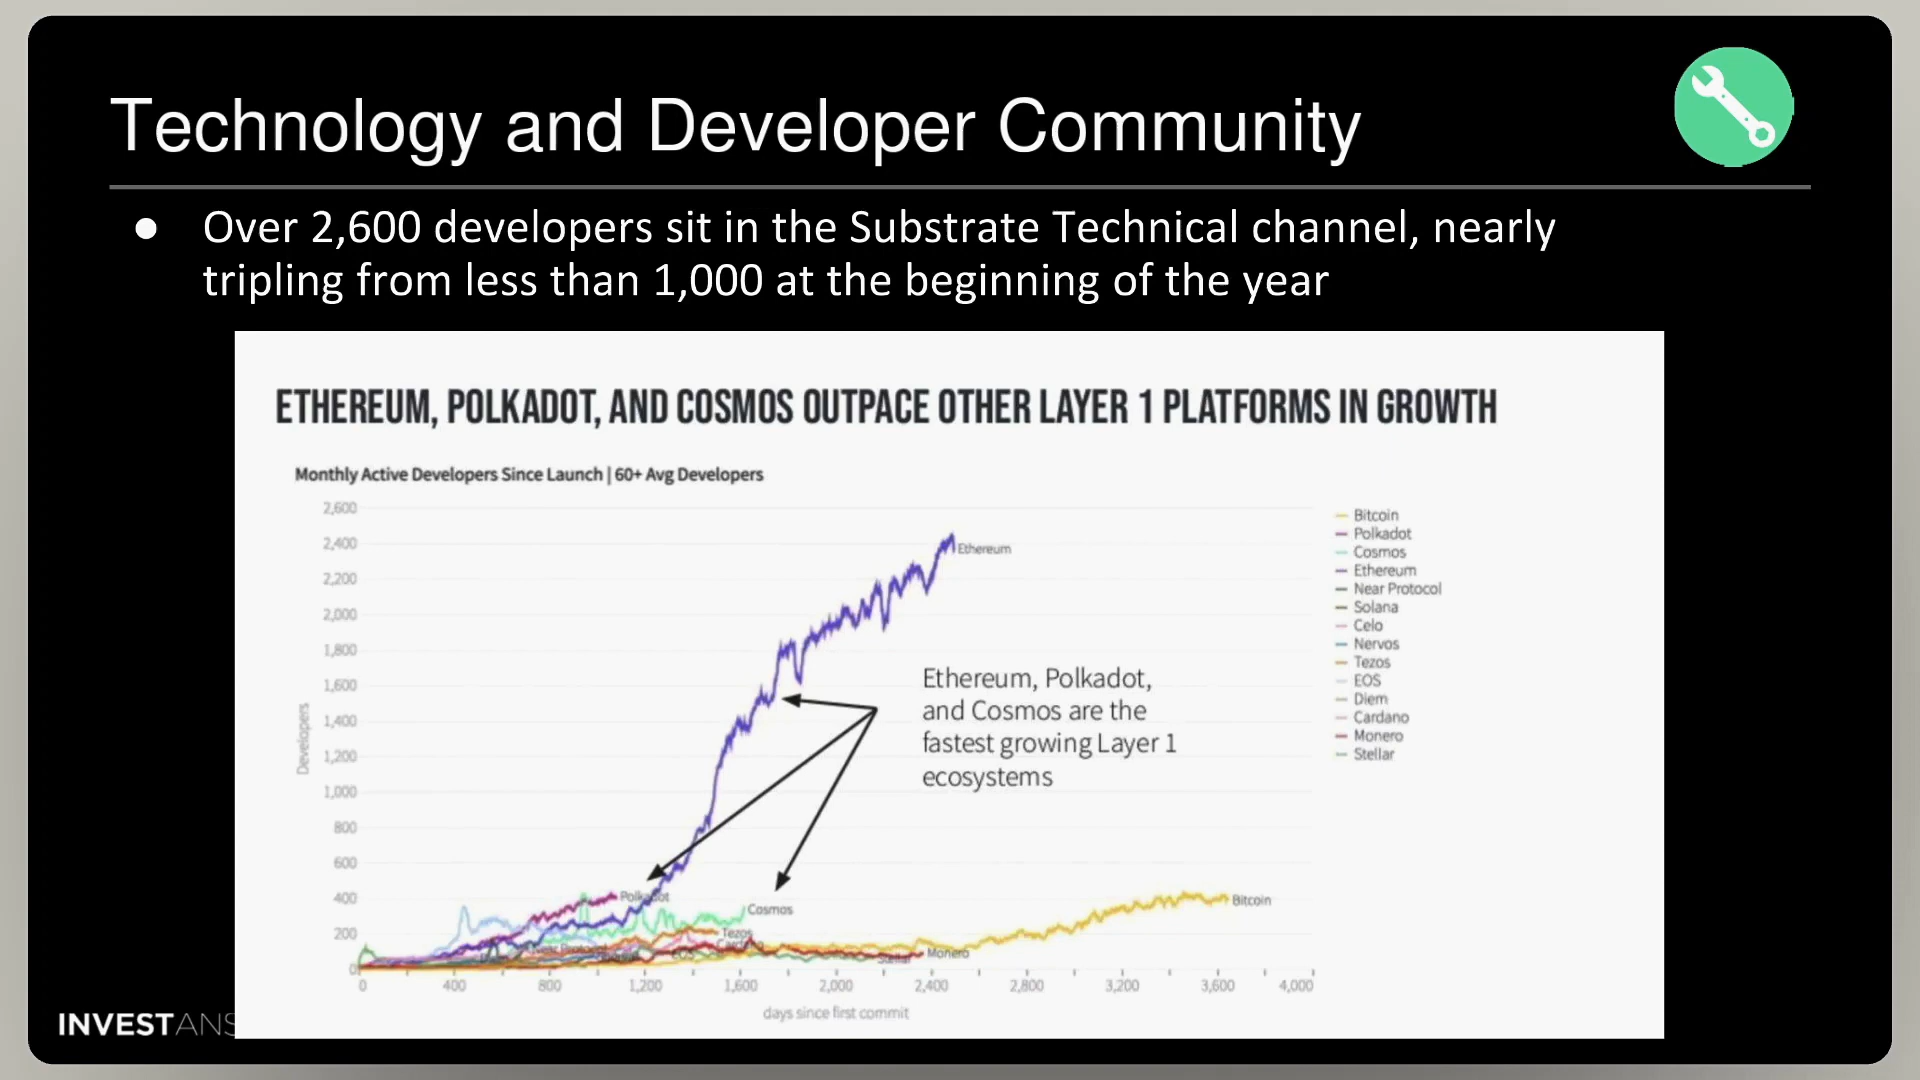 Technology and Developer Community
● Over 2,600 developers sit in the Substrate Technical channel, nearly
tripling from less than 1,000 at the beginning of the year
ETHEREUM, POLKADOT, AND COSMOS OUTPACE OTHER LAYER 1 PLATFORMS IN GROWTH
Monthly Active Developers Since Launch | 60+ Avg Developers
2,600
2,400
2,200
2,000
1,800
1,600
1,400
1,200
1,000
800
600
400
200
0
Developers
Ethereum
Ethereum, Polkadot,
and Cosmos are the
fastest growing Layer 1
ecosystems
Polkadot
Cosmos
Tezos
Cardano
EOS
Stellar
Monero
Bitcoin
0 400 800 1,200 1,600 2,000 2,400 2,800 3,200 3,600 4,000
days since first commit
Bitcoin
Polkadot
Cosmos
Ethereum
Near Protocol
Solana
Celo
Nervos
Tezos
EOS
Diem
Cardano
Monero
Stellar
INVESTANS